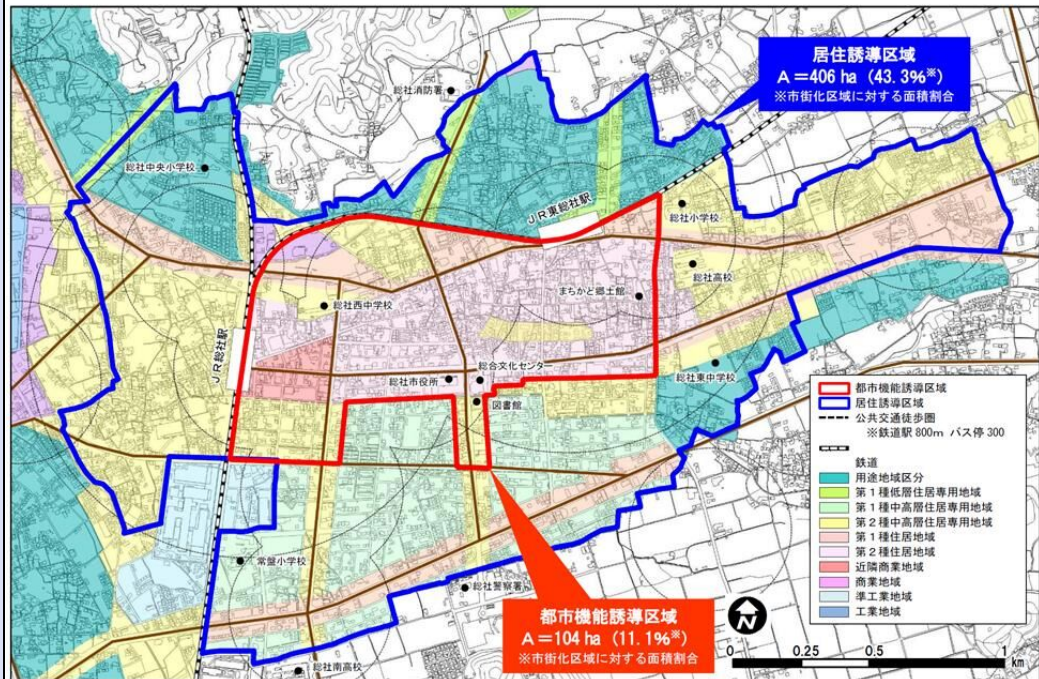 居住誘導区域
A=406 ha (43.3%※)
※市街化区域に対する面積割合
総社消防署
総社中央小学校
JR東総社駅
総社小学校
総社高校
まちかど郷土館
総社西中学校
JR総社駅
総合文化センター
総社市役所
図書館
総社東中学校
常盤小学校
総社警察署
総社南高校
都市機能誘導区域
A=104 ha (11.1%※)
※市街化区域に対する面積割合
都市機能誘導区域
居住誘導区域
公共交通徒歩圏
※鉄道駅 800m バス停 300
鉄道
用途地域区分
第1種低層住居専用地域
第1種中高層住居専用地域
第2種中高層住居専用地域
第1種住居地域
第2種住居地域
近隣商業地域
商業地域
準工業地域
工業地域
N
0 0.25 0.5 1
km